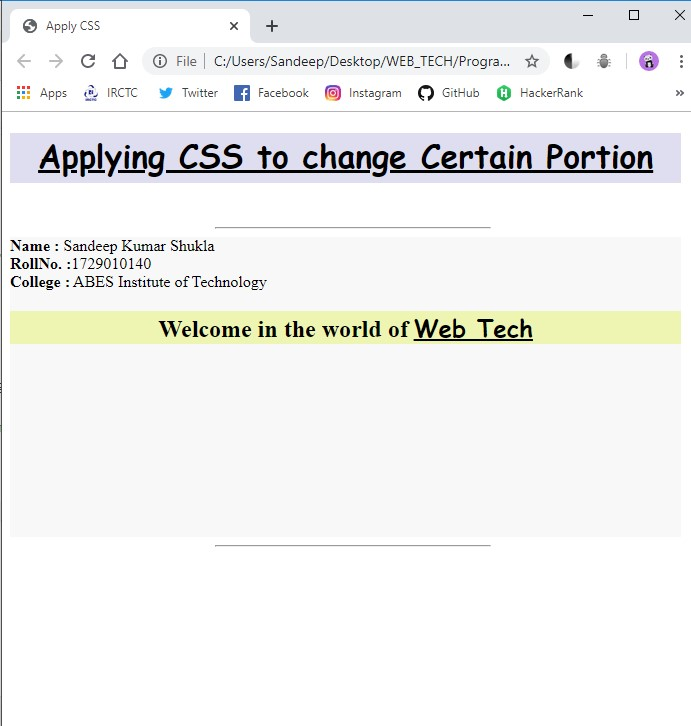 Apply CSS
File | C:/Users/Sandeep/Desktop/WEB_TECH/Progra...
Apps IRCTC Twitter Facebook Instagram GitHub HackerRank »
Applying CSS to change Certain Portion
Name : Sandeep Kumar Shukla
RollNo. :1729010140
College : ABES Institute of Technology
Welcome in the world of Web Tech